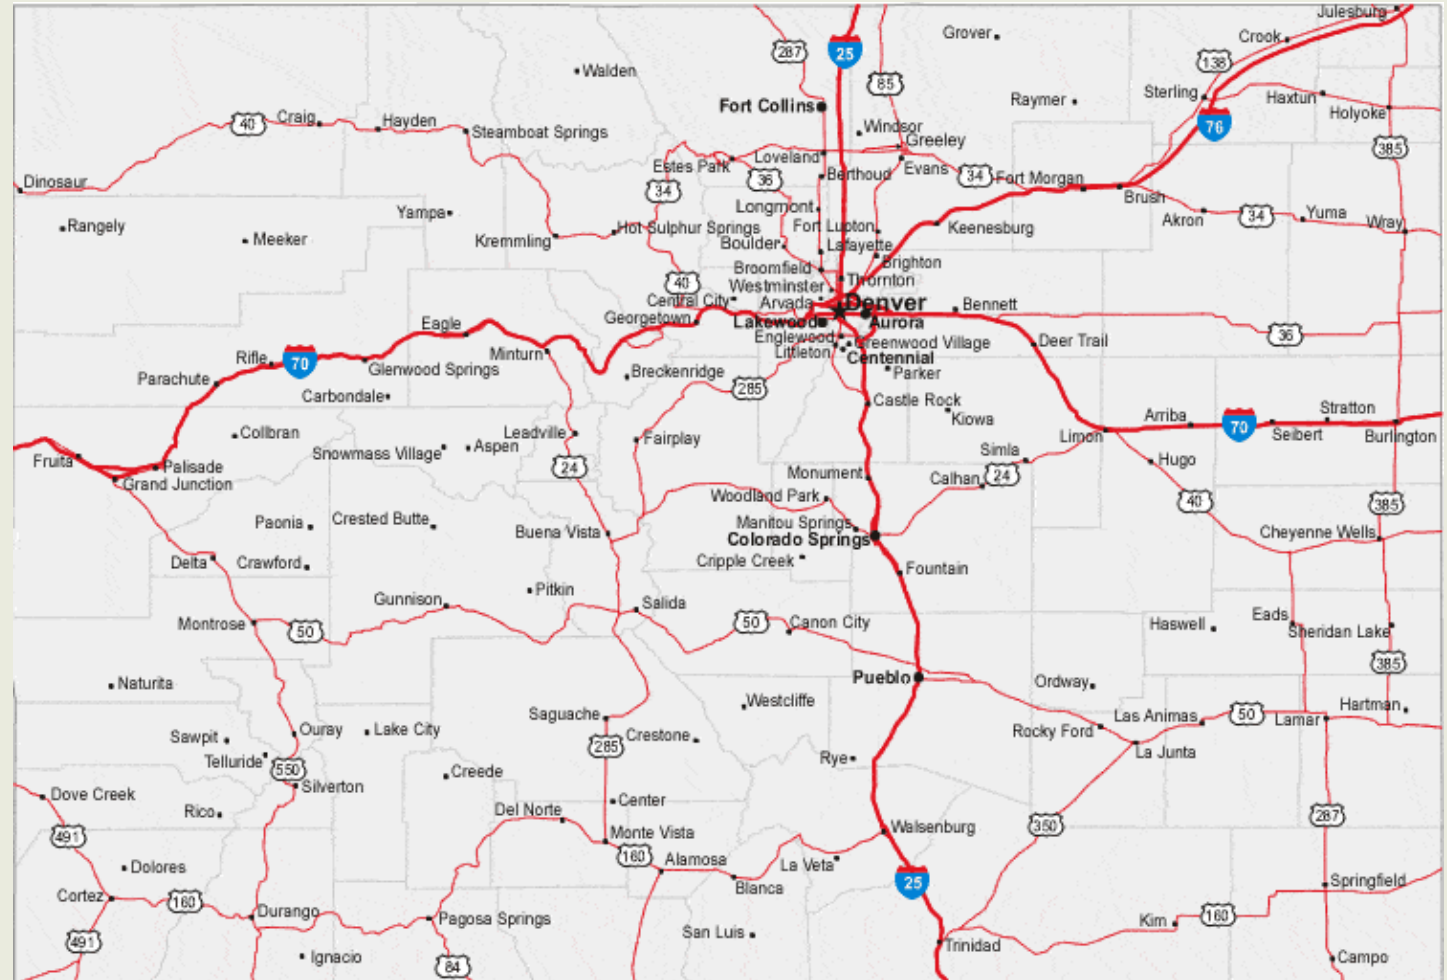 Julesburg
Grover
Crook
287
25
138
Walden
85
Sterling
Haxtun
Raymer
Fort Collins
Holyoke
40
Craig
Hayden
Windsor
76
Steamboat Springs
Greeley
385
Loveland
Estes Park
Evans
34
Fort Morgan
Berthoud
36
Dinosaur
34
Brush
Longmont
Yampa
Akron
34
Yuma
Wray
Rangely
Hot Sulphur Springs
Fort Lupton
Keenesburg
Meeker
Kremmling
Boulder
Lafayette
Brighton
Broomfield
40
Thornton
Westminster
Central City
Arvada
Denver
Bennett
Georgetown
Lakewood
Aurora
Eagle
Englewood
36
Greenwood Village
Deer Trail
Minturn
Littleton
Centennial
Rifle
70
Glenwood Springs
Breckenridge
Parker
Parachute
285
Carbondale
Castle Rock
Kiowa
Arriba
Stratton
70
Collbran
Leadville
Fairplay
Limon
Seibert
Burlington
Snowmass Village
Aspen
Simla
Fruita
Palisade
24
Hugo
Grand Junction
Monument
Calhan
24
Woodland Park
40
385
Paonia
Crested Butte
Manitou Springs
Buena Vista
Colorado Springs
Cheyenne Wells
Delta
Crawford
Cripple Creek
Fountain
Pitkin
Gunnison
Salida
Montrose
50
50
Canon City
Haswell
Eads
Sheridan Lake
385
Pueblo
Naturita
Ordway
Westcliffe
Hartman
Saguache
Las Animas
50
Lamar
Ouray
Lake City
Rocky Ford
Sawpit
285
Crestone
Telluride
La Junta
Rye
550
Creede
Silverton
Dove Creek
Center
Rico
Del Norte
287
491
Monte Vista
Walsenburg
350
160
Alamosa
La Veta
Dolores
25
Blanca
Springfield
Cortez
160
Durango
Pagosa Springs
Kim
160
San Luis
491
Trinidad
Ignacio
84
Campo